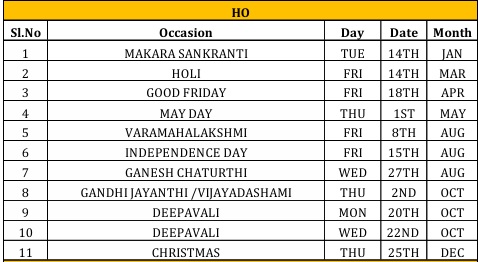 HO
Sl.No Occasion Day Date Month
1 MAKARA SANKRANTI TUE 14TH JAN
2 HOLI FRI 14TH MAR
3 GOOD FRIDAY FRI 18TH APR
4 MAY DAY THU 1ST MAY
5 VARAMAHALAKSHMI FRI 8TH AUG
6 INDEPENDENCE DAY FRI 15TH AUG
7 GANESH CHATURTHI WED 27TH AUG
8 GANDHI JAYANTHI /VIJAYADASHAMI THU 2ND OCT
9 DEEPAVALI MON 20TH OCT
10 DEEPAVALI WED 22ND OCT
11 CHRISTMAS THU 25TH DEC